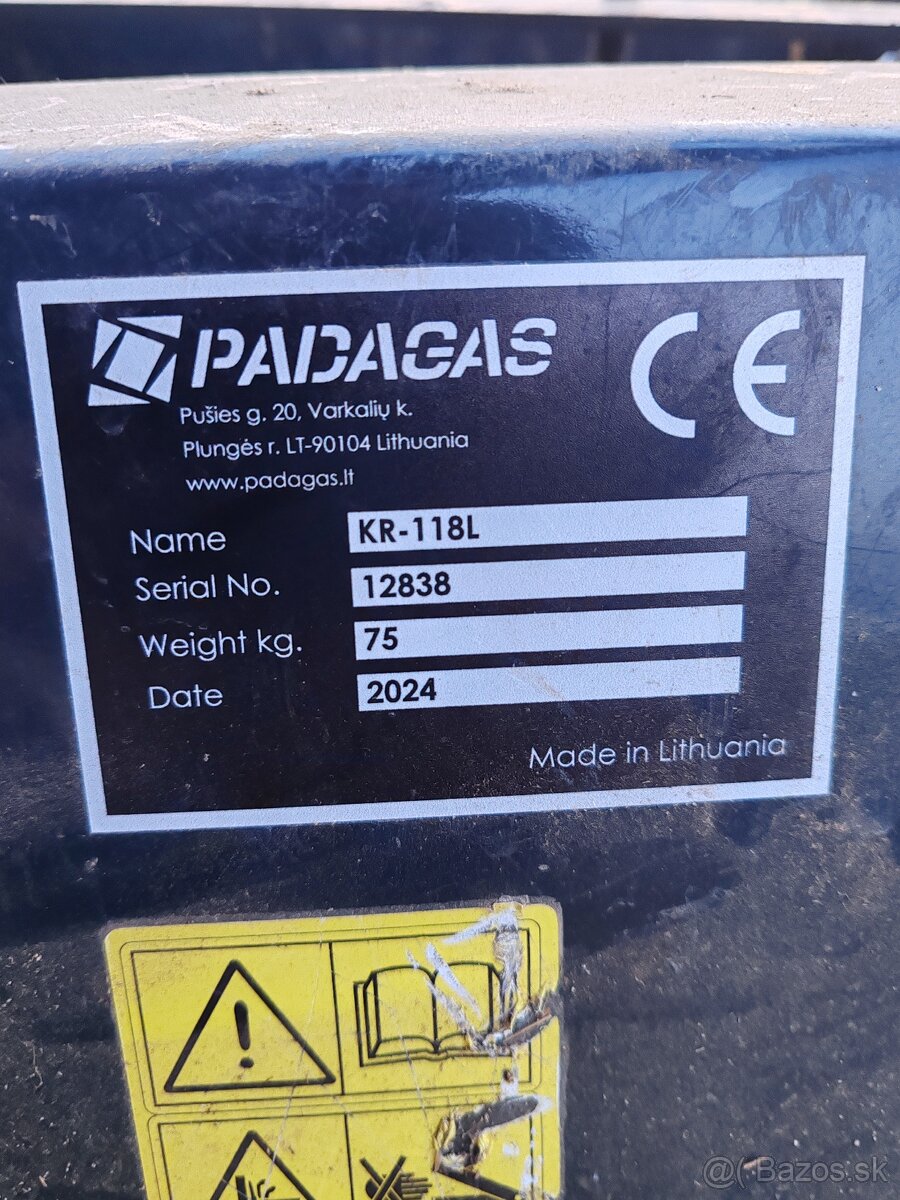 PADAGAS
CE
Pušies g. 20, Varkalių k.
Plungės r. LT-90104 Lithuania
www.padagas.lt
Name KR-118L
Serial No. 12838
Weight kg. 75
Date 2024
Made in Lithuania
!
@( Bazos.sk